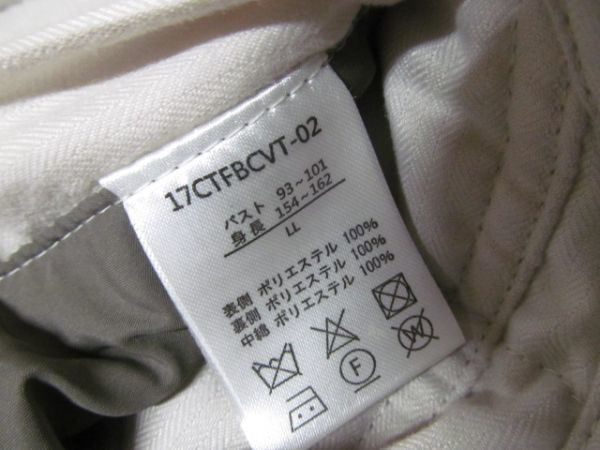 17CTFBCVT-02
バスト 93~101
身長 154~162
LL
表側 ポリエステル 100%
裏側 ポリエステル 100%
中綿 ポリエステル 100%
F
W